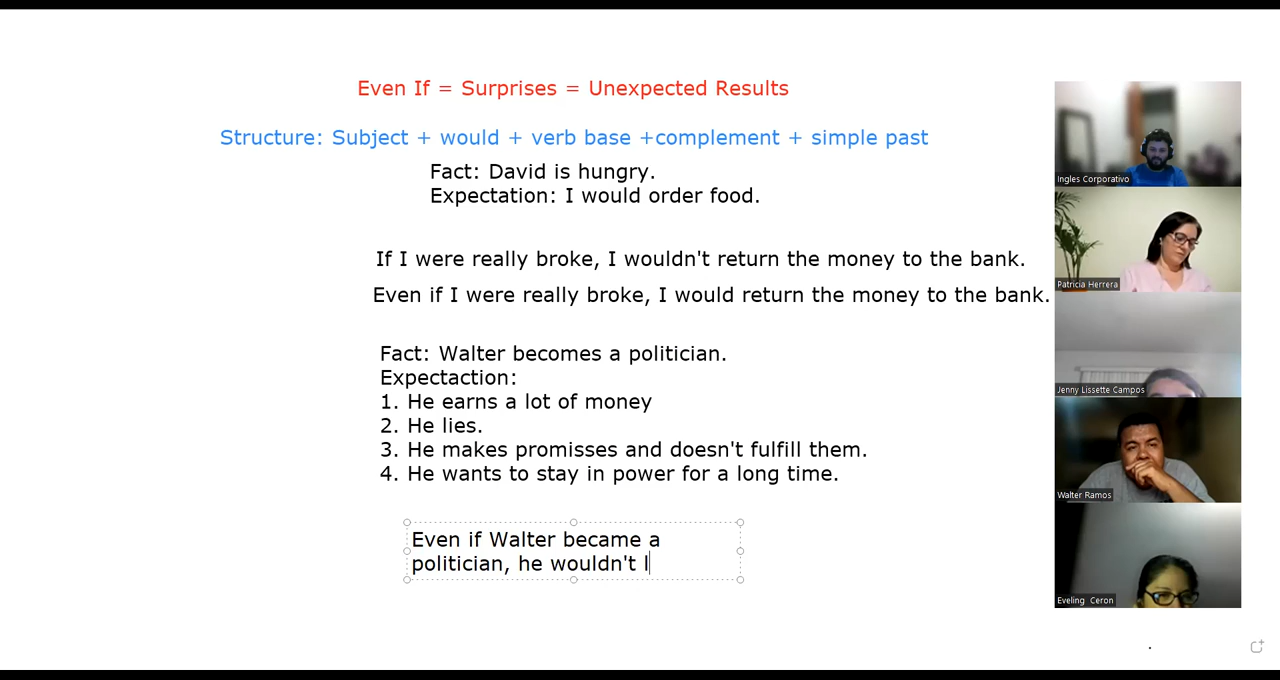 Even If = Surprises = Unexpected Results
Structure: Subject + would + verb base +complement + simple past
Fact: David is hungry.
Expectation: I would order food.
If I were really broke, I wouldn't return the money to the bank.
Even if I were really broke, I would return the money to the bank.
Fact: Walter becomes a politician.
Expectaction:
1. He earns a lot of money
2. He lies.
3. He makes promisses and doesn't fulfill them.
4. He wants to stay in power for a long time.
Even if Walter became a
politician, he wouldn't l
Ingles Corporativo
Patricia Herrera
Jenny Lissette Campos
Walter Ramos
Eveling Ceron